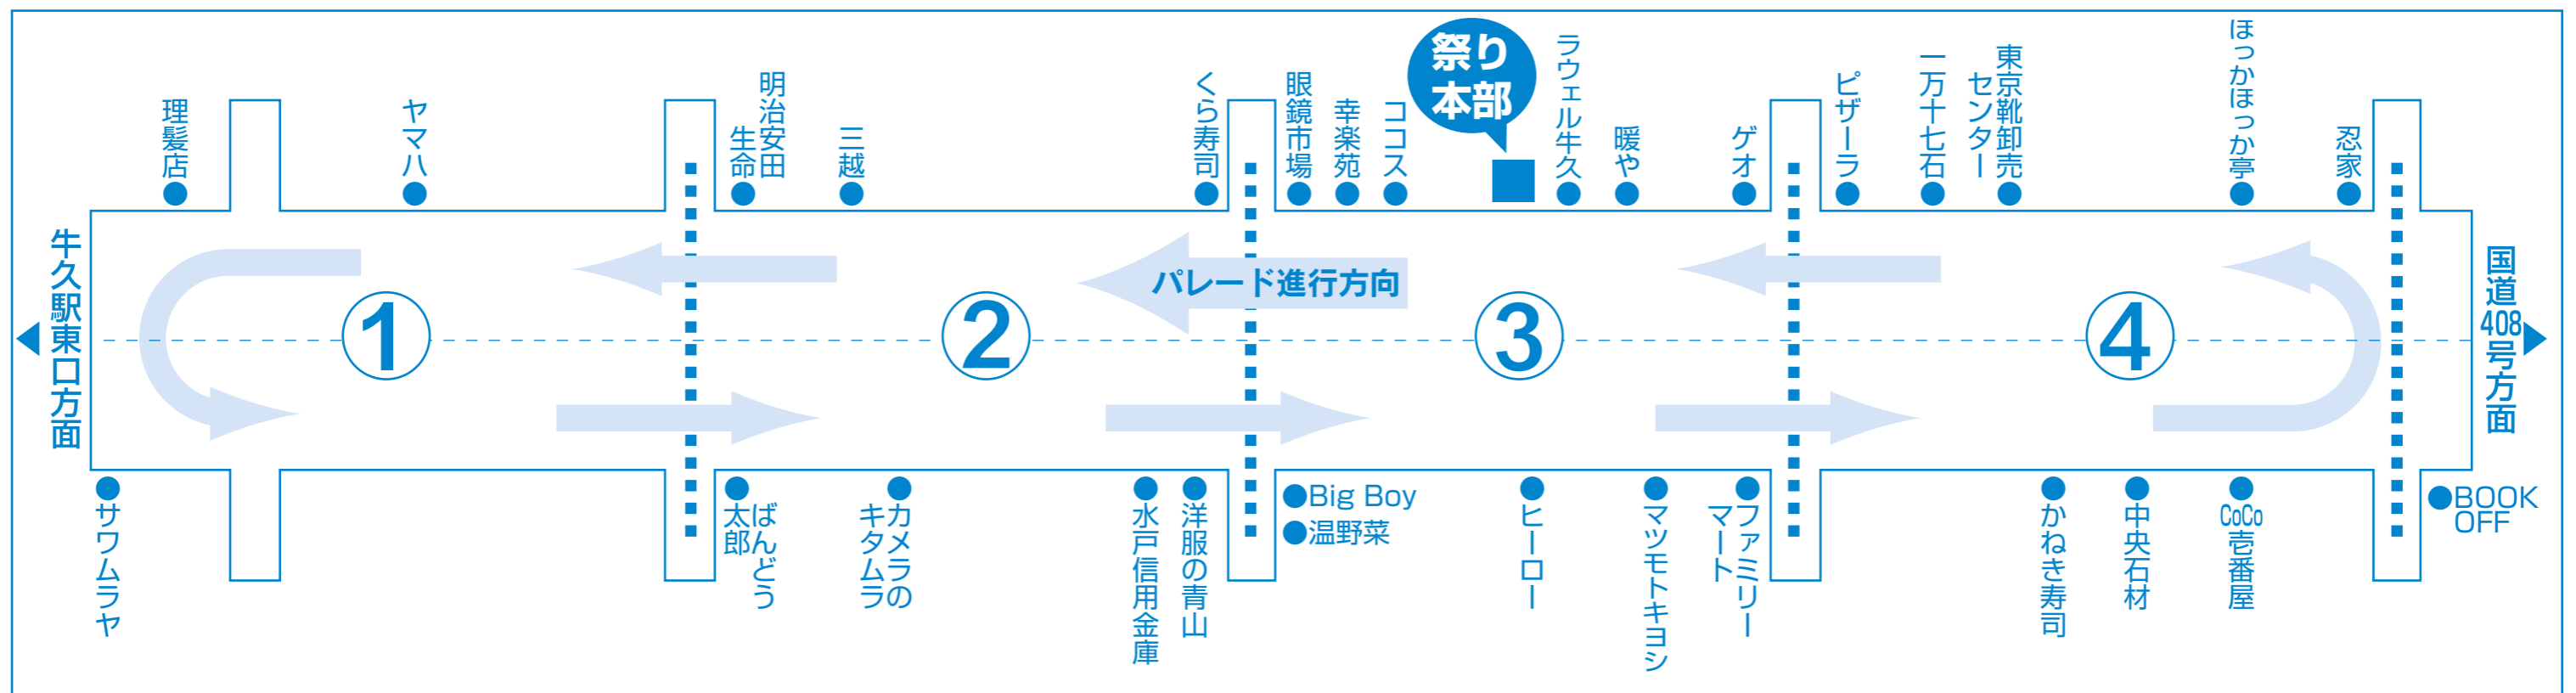 祭り
本部
理髪店
ヤマハ
明治安田
生命
三越
くら寿司
眼鏡市場
幸楽苑
ココス
ラウェル牛久
暖や
ゲオ
ピザーラ
一万十七石
東京靴卸売
センター
ほっかほっか亭
忍家
牛久駅東口方面
パレード進行方向
①
②
③
④
国道408号方面
サワムラヤ
ばんどう
太郎
カメラの
キタムラ
水戸信用金庫
洋服の青山
Big Boy
温野菜
ヒーロー
マツモトキヨシ
ファミリー
マート
かねき寿司
中央石材
CoCo壱番屋
BOOK
OFF